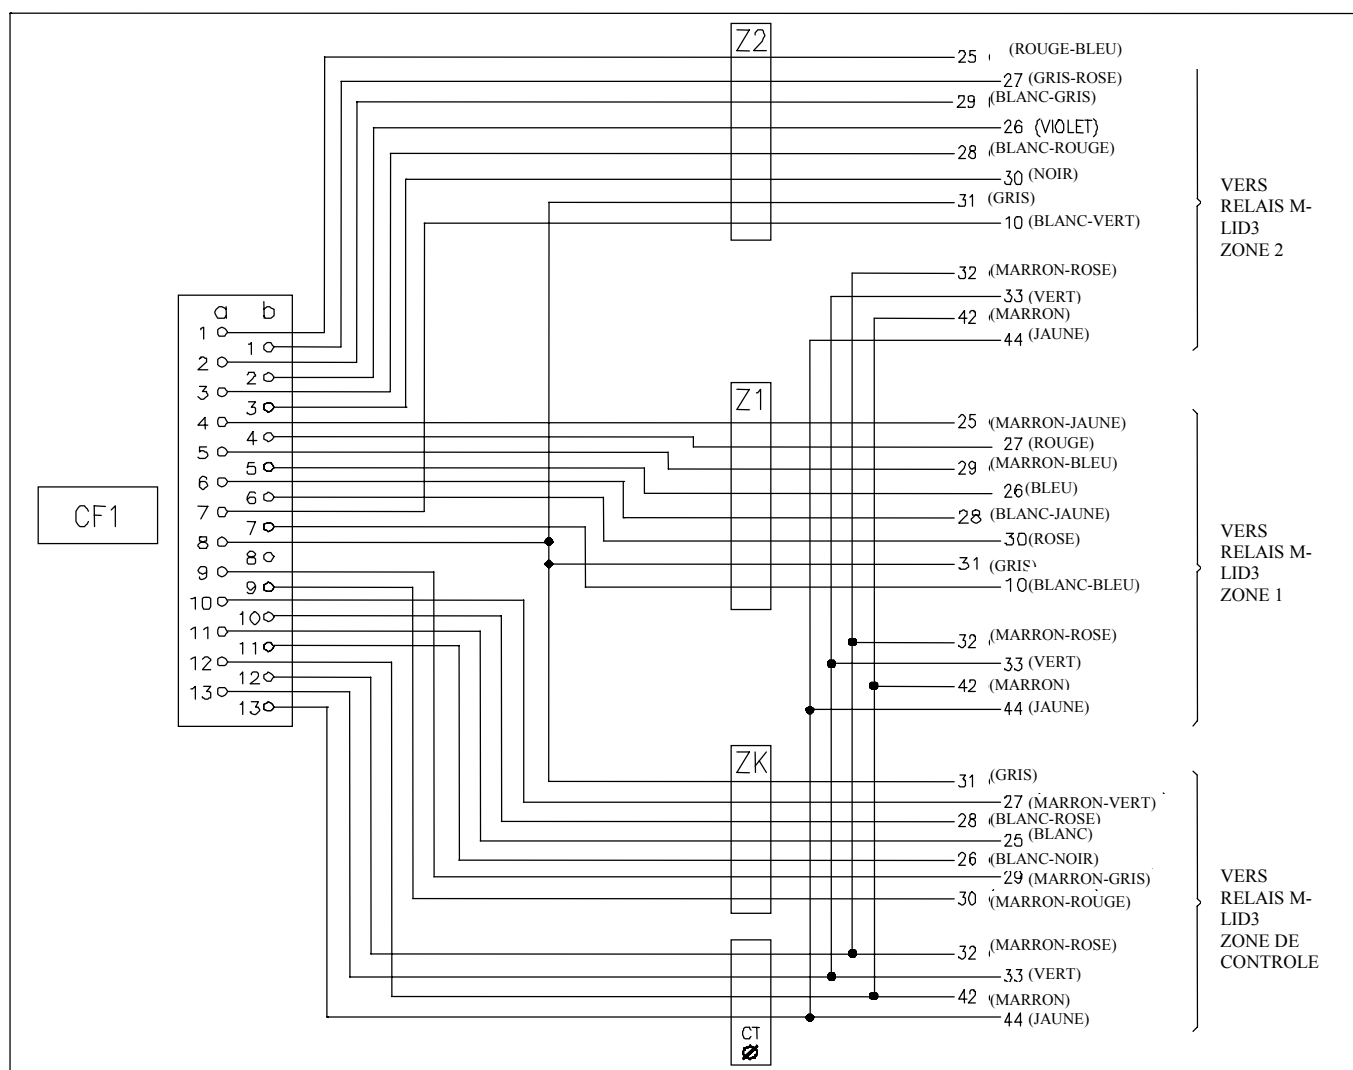 Z2
25 (ROUGE-BLEU)
27 (GRIS-ROSE)
29 (BLANC-GRIS)
26 (VIOLET)
28 (BLANC-ROUGE)
30 (NOIR)
31 (GRIS)
10 (BLANC-VERT)
32 (MARRON-ROSE)
33 (VERT)
42 (MARRON)
44 (JAUNE)
VERS
RELAIS M-
LID3
ZONE 2
a b
1
1
2
2
3
3
4
4
5
5
6
6
7
7
8
8
9
9
10
10
11
11
12
12
13
13
CF1
Z1
25 (MARRON-JAUNE)
27 (ROUGE)
29 (MARRON-BLEU)
26 (BLEU)
28 (BLANC-JAUNE)
30 (ROSE)
31 (GRIS)
10 (BLANC-BLEU)
32 (MARRON-ROSE)
33 (VERT)
42 (MARRON)
44 (JAUNE)
VERS
RELAIS M-
LID3
ZONE 1
ZK
31 (GRIS)
27 (MARRON-VERT)
28 (BLANC-ROSE)
25 (BLANC)
26 (BLANC-NOIR)
29 (MARRON-GRIS)
30 (MARRON-ROUGE)
32 (MARRON-ROSE)
33 (VERT)
42 (MARRON)
44 (JAUNE)
CT
VERS
RELAIS M-
LID3
ZONE DE
CONTROLE